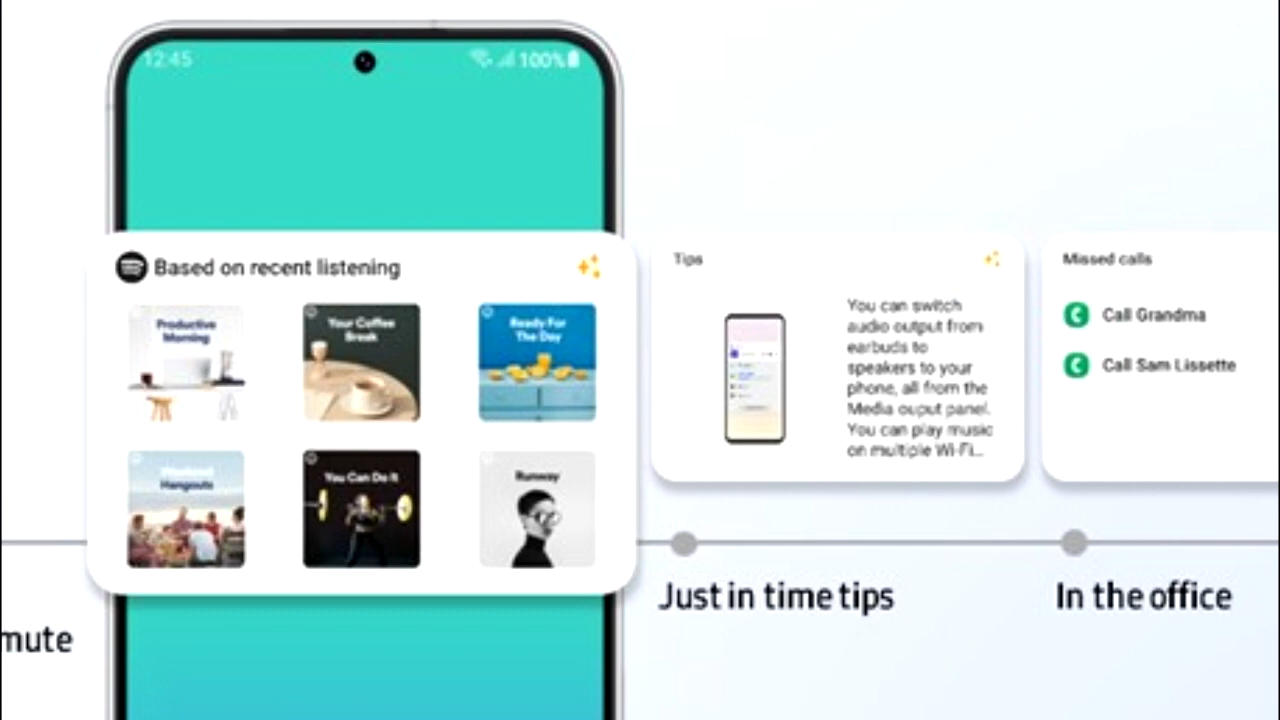 12:45
100%
Based on recent listening
Productive
Morning
Your Coffee
Break
Ready For
The Day
Hangouts
You Can Do It
Runway
Tips
You can switch
audio output from
earbuds to
speakers to your
phone, all from the
Media ouput panel.
You can play music
on multiple Wi-Fi...
Missed calls
Call Grandma
Call Sam Lissette
mute
Just in time tips
In the office